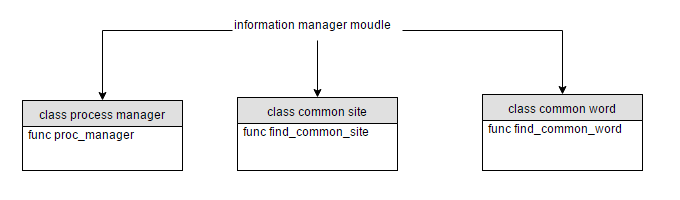 information manager moudle
class process manager
func proc_manager
class common site
func find_common_site
class common word
func find_common_word